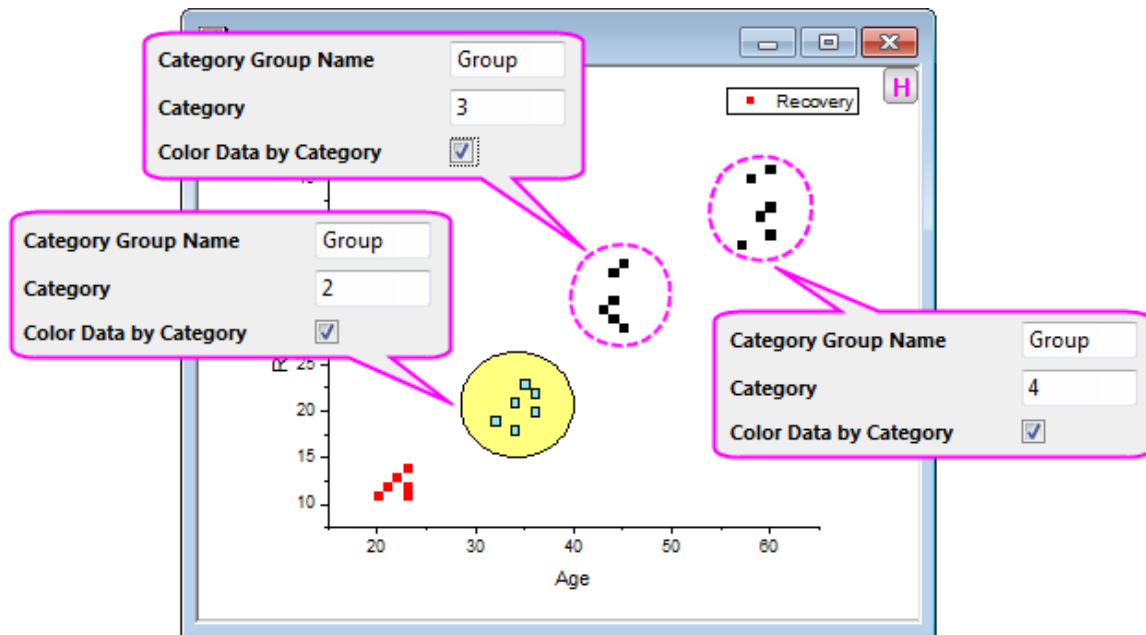 Category Group Name Group
Category 3
Color Data by Category
H
Recovery
Category Group Name Group
Category 2
Color Data by Category
Category Group Name Group
Category 4
Color Data by Category
R
25
20
15
10
20 30 40 50 60
Age